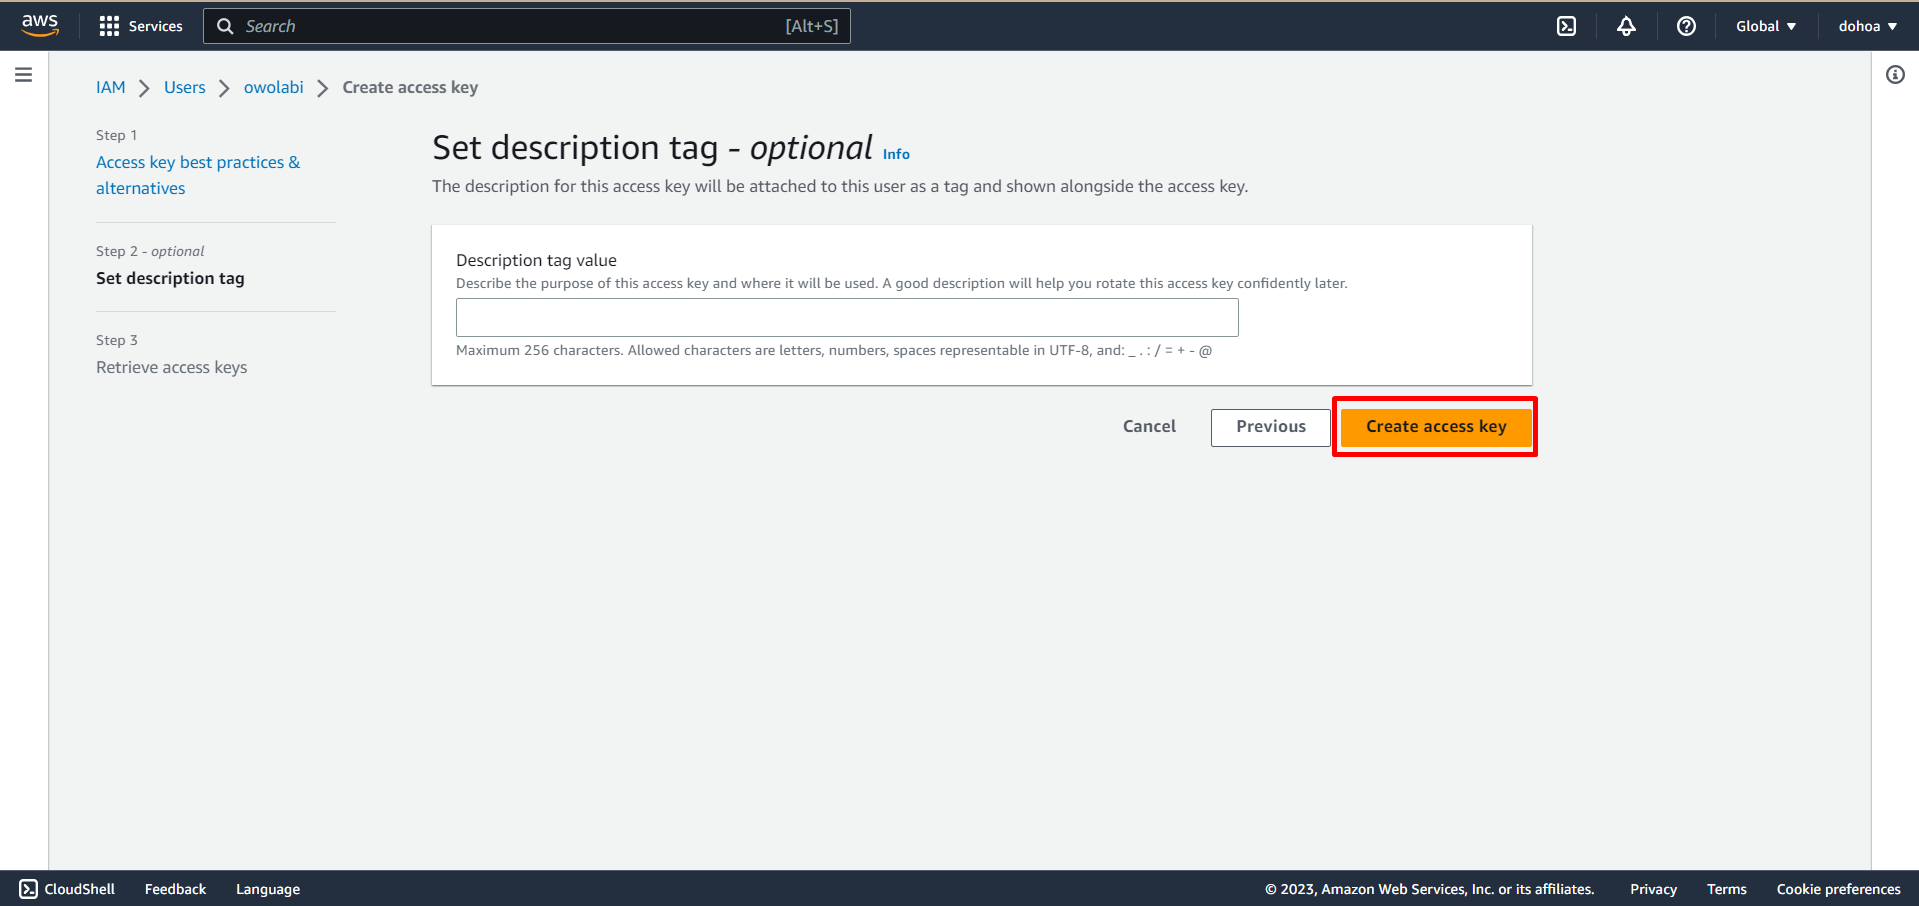 aws
Services
Search
[Alt+S]
Global
dohoa
IAM
Users
owolabi
Create access key
Step 1
Access key best practices &
alternatives
Step 2 - optional
Set description tag
Step 3
Retrieve access keys
Set description tag - optional Info
The description for this access key will be attached to this user as a tag and shown alongside the access key.
Description tag value
Describe the purpose of this access key and where it will be used. A good description will help you rotate this access key confidently later.
Maximum 256 characters. Allowed characters are letters, numbers, spaces representable in UTF-8, and: _ . : / = + - @
Cancel
Previous
Create access key
CloudShell
Feedback
Language
© 2023, Amazon Web Services, Inc. or its affiliates.
Privacy
Terms
Cookie preferences